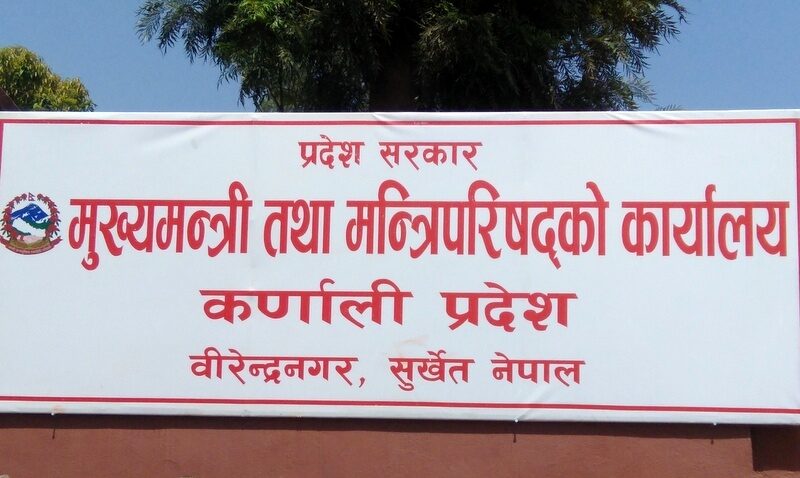 प्रदेश सरकार
मुख्यमन्त्री तथा मन्त्रिपरिषद्को कार्यालय
कर्णाली प्रदेश
वीरेन्द्रनगर, सुर्खेत नेपाल